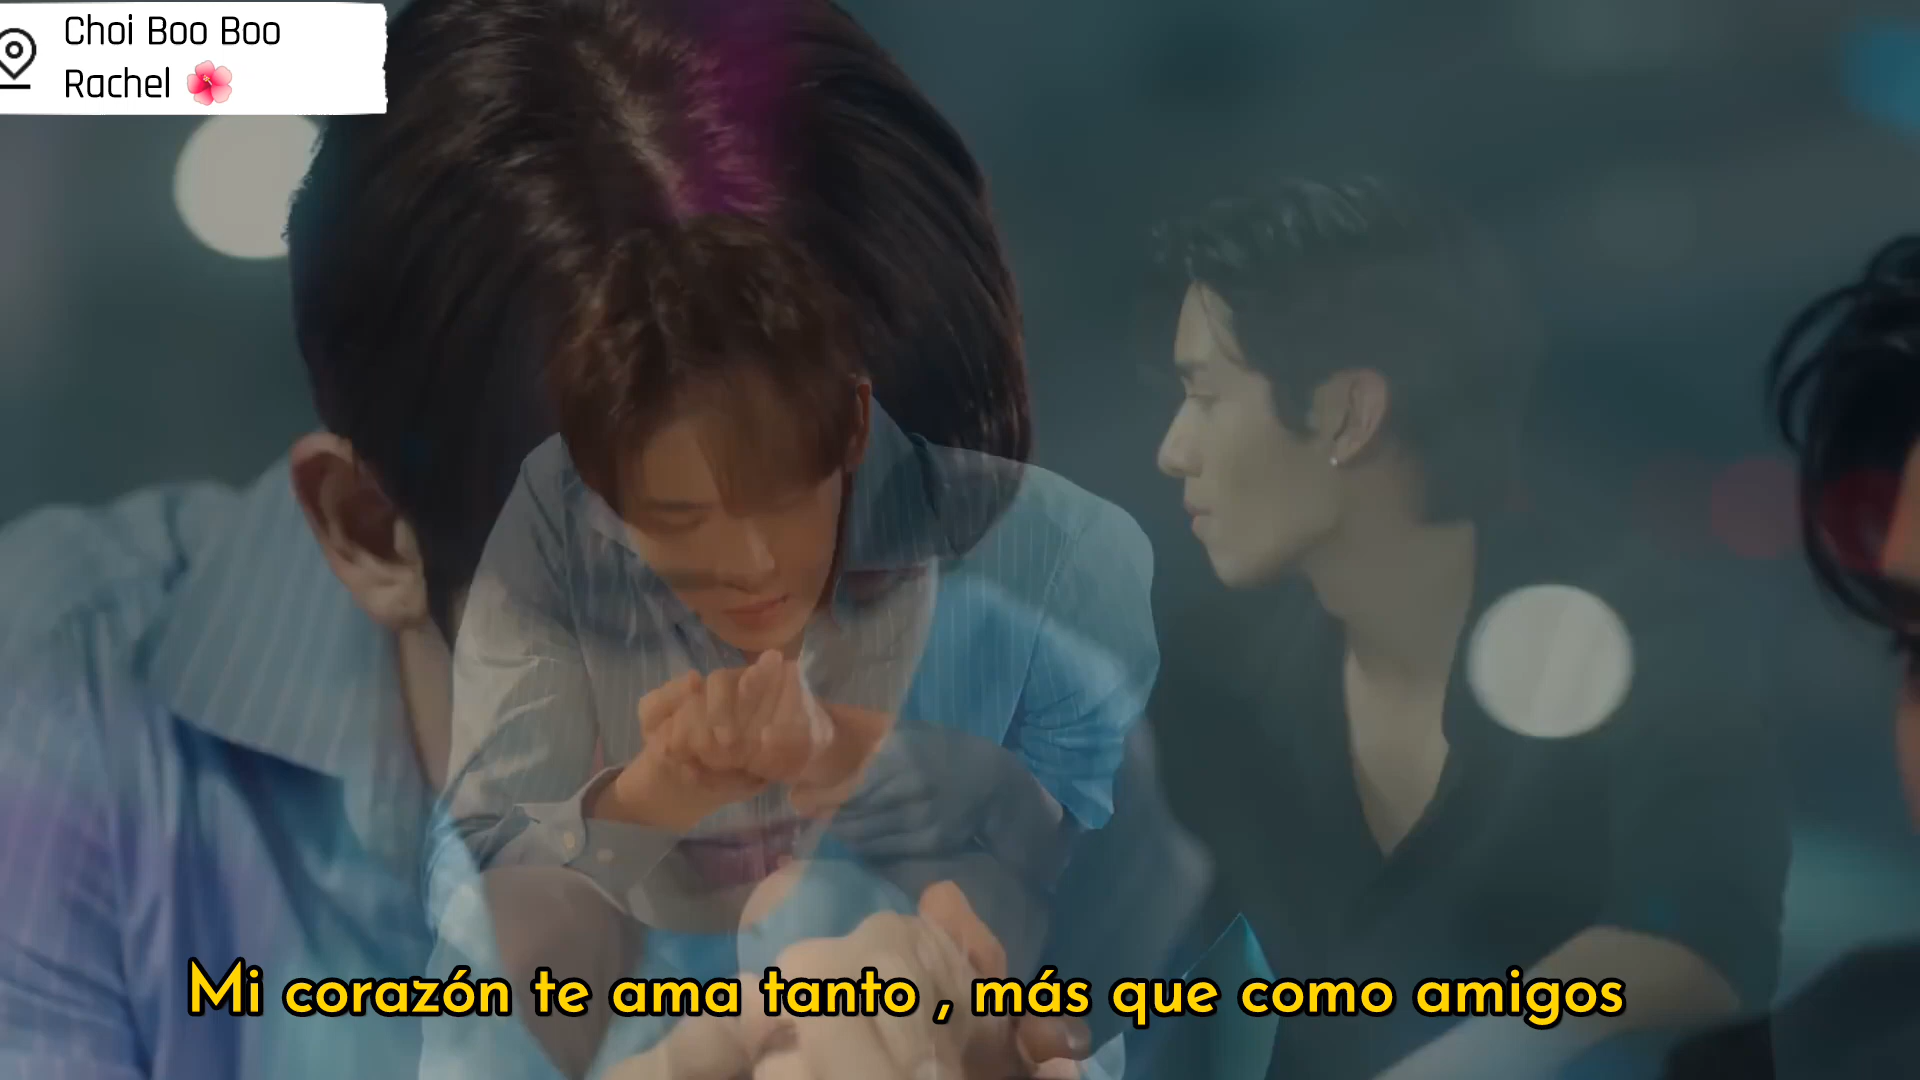 Choi Boo Boo
Rachel 🌺
Mi corazón te ama tanto , más que como amigos